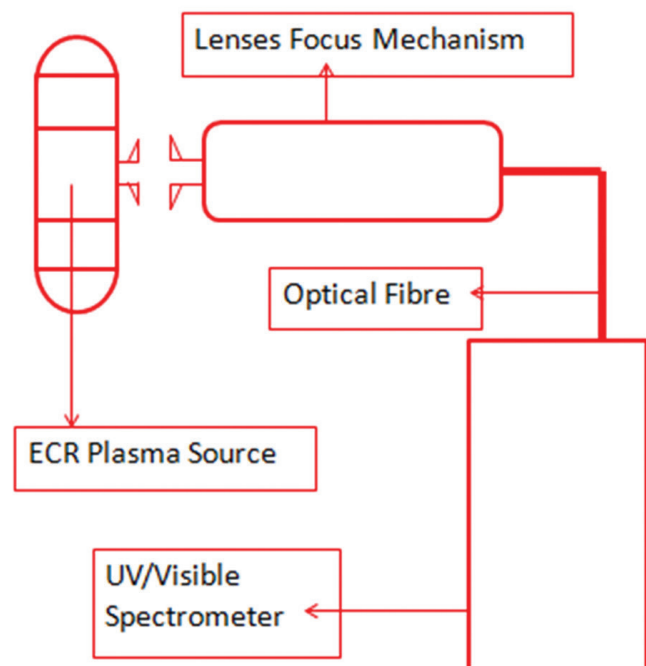 Lenses Focus Mechanism
Optical Fibre
ECR Plasma Source
UV/Visible
Spectrometer